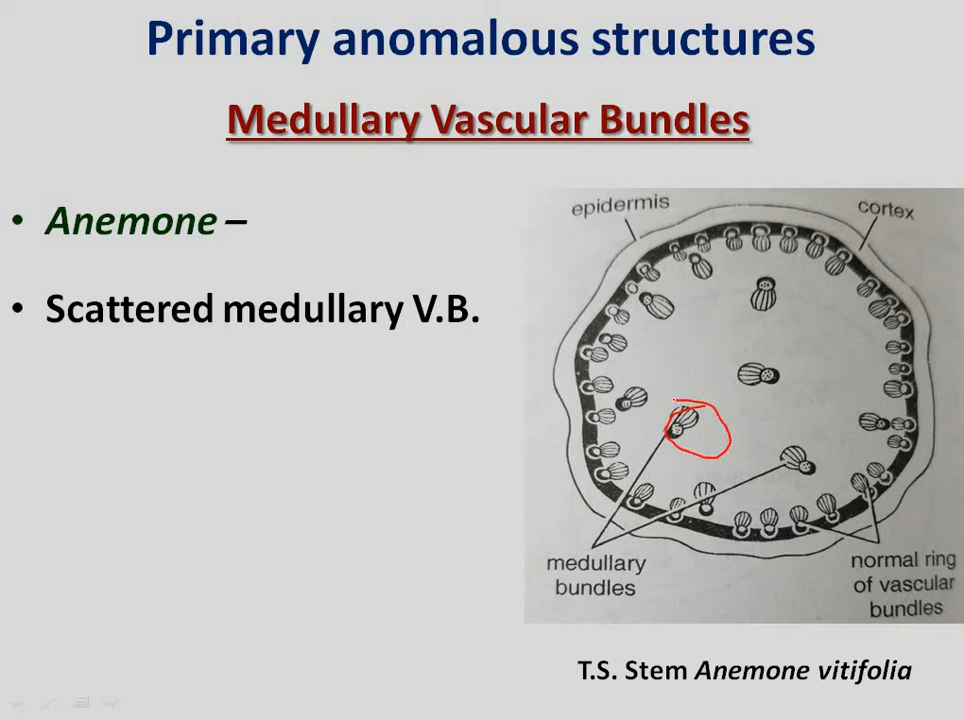 Primary anomalous structures
Medullary Vascular Bundles
• Anemone –
• Scattered medullary V.B.
epidermis
cortex
medullary
bundles
normal ring
of vascular
bundles
T.S. Stem Anemone vitifolia